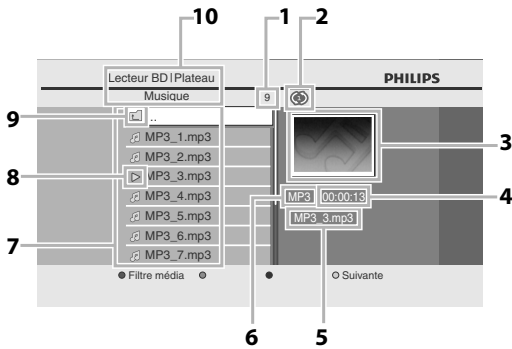 10 1 2
Lecteur BD | Plateau
PHILIPS
Musique 9
9 ..
3
MP3_1.mp3
MP3_2.mp3
8 MP3_3.mp3
MP3_4.mp3 MP3 00:00:13 4
MP3_5.mp3 MP3_3.mp3
MP3_6.mp3
7 MP3_7.mp3
Filtre média Suivante
6 5